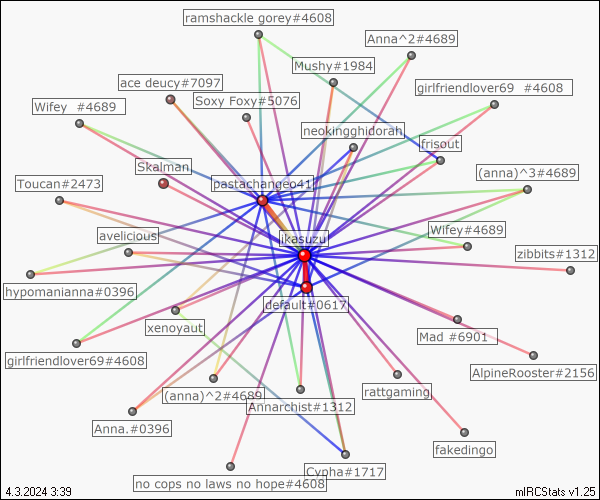 ramshackle gorey#4608
Anna^2#4689
Mushy#1984
ace deucy#7097
girlfriendlover69 #4608
Soxy Foxy#5076
Wifey #4689
neokingghidorah
frisout
Skalman
(anna)^3#4689
Toucan#2473
pastachangeo41
avelicious
ikasuzu
Wifey#4689
zibbits#1312
hypomanianna#0396
default#0617
xenoyaut
Mad #6901
girlfriendlover69#4608
AlpineRooster#2156
(anna)^2#4689
Annarchist#1312
rattgaming
Anna.#0396
fakedingo
Cypha#1717
no cops no laws no hope#4608
4.3.2024 3:39
mIRCStats v1.25